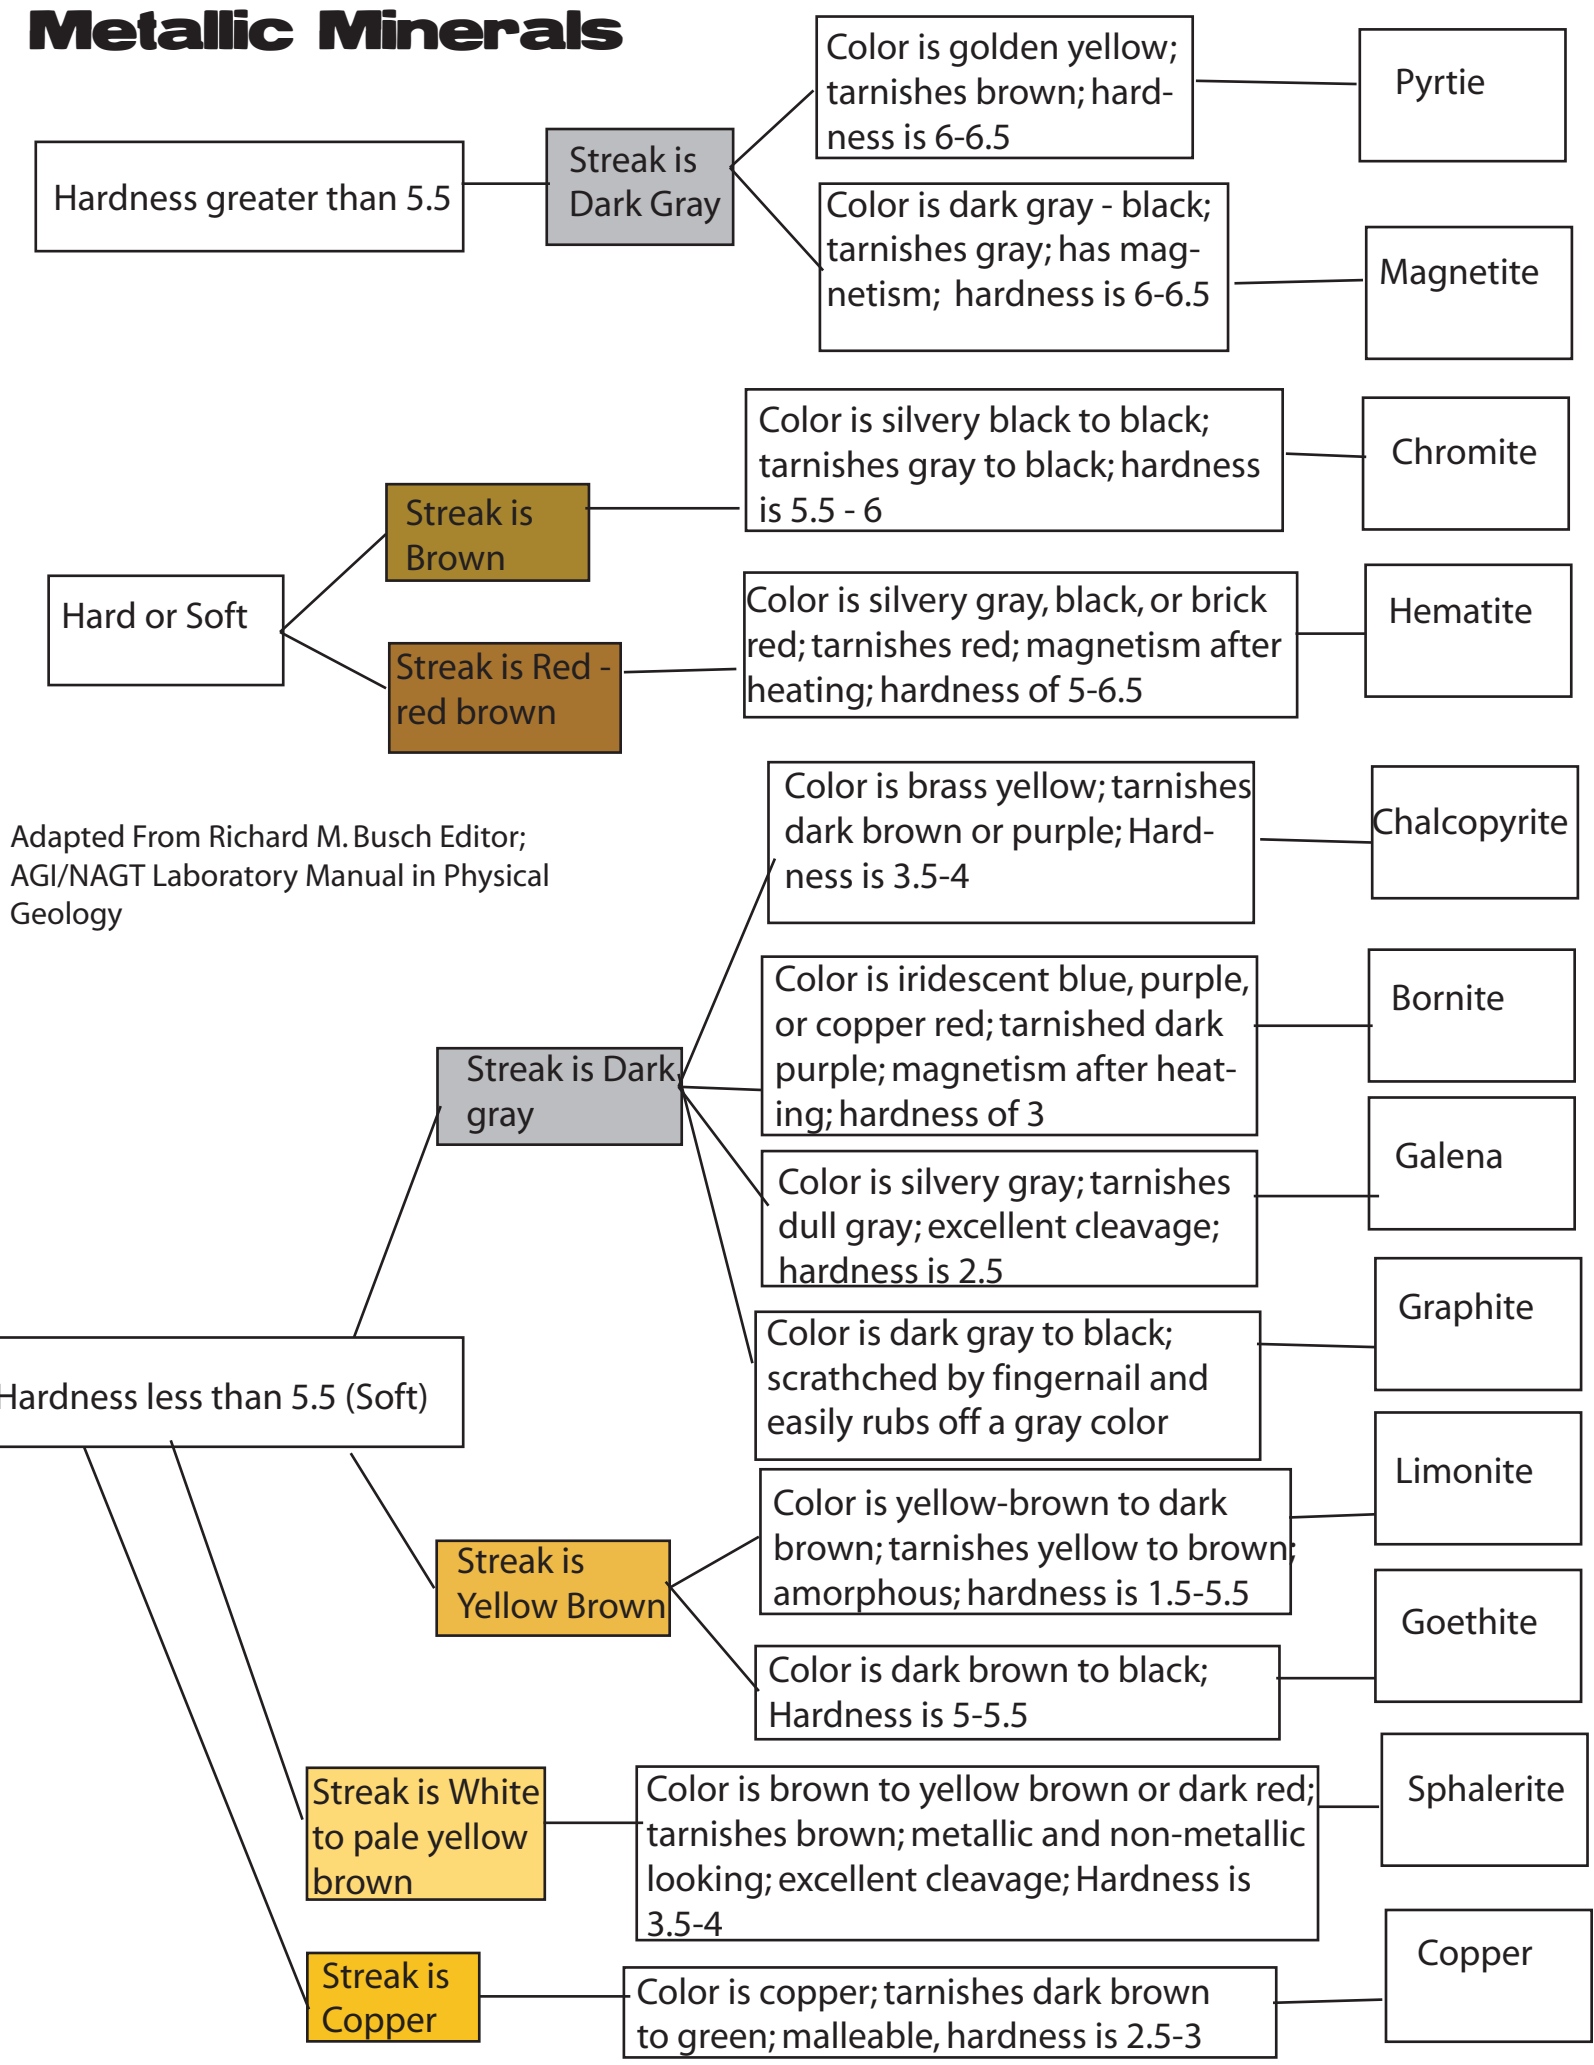 Metallic Minerals
Hardness greater than 5.5
Streak is
Dark Gray
Color is golden yellow;
tarnishes brown; hard-
ness is 6-6.5
Pyrtie
Color is dark gray - black;
tarnishes gray; has mag-
netism; hardness is 6-6.5
Magnetite
Hard or Soft
Streak is
Brown
Color is silvery black to black;
tarnishes gray to black; hardness
is 5.5 - 6
Chromite
Streak is Red -
red brown
Color is silvery gray, black, or brick
red; tarnishes red; magnetism after
heating; hardness of 5-6.5
Hematite
Adapted From Richard M. Busch Editor;
AGI/NAGT Laboratory Manual in Physical
Geology
Hardness less than 5.5 (Soft)
Streak is Dark
gray
Color is brass yellow; tarnishes
dark brown or purple; Hard-
ness is 3.5-4
Chalcopyrite
Color is iridescent blue, purple,
or copper red; tarnished dark
purple; magnetism after heat-
ing; hardness of 3
Bornite
Color is silvery gray; tarnishes
dull gray; excellent cleavage;
hardness is 2.5
Galena
Color is dark gray to black;
scrathched by fingernail and
easily rubs off a gray color
Graphite
Streak is
Yellow Brown
Color is yellow-brown to dark
brown; tarnishes yellow to brown;
amorphous; hardness is 1.5-5.5
Limonite
Color is dark brown to black;
Hardness is 5-5.5
Goethite
Streak is White
to pale yellow
brown
Color is brown to yellow brown or dark red;
tarnishes brown; metallic and non-metallic
looking; excellent cleavage; Hardness is
3.5-4
Sphalerite
Streak is
Copper
Color is copper; tarnishes dark brown
to green; malleable, hardness is 2.5-3
Copper